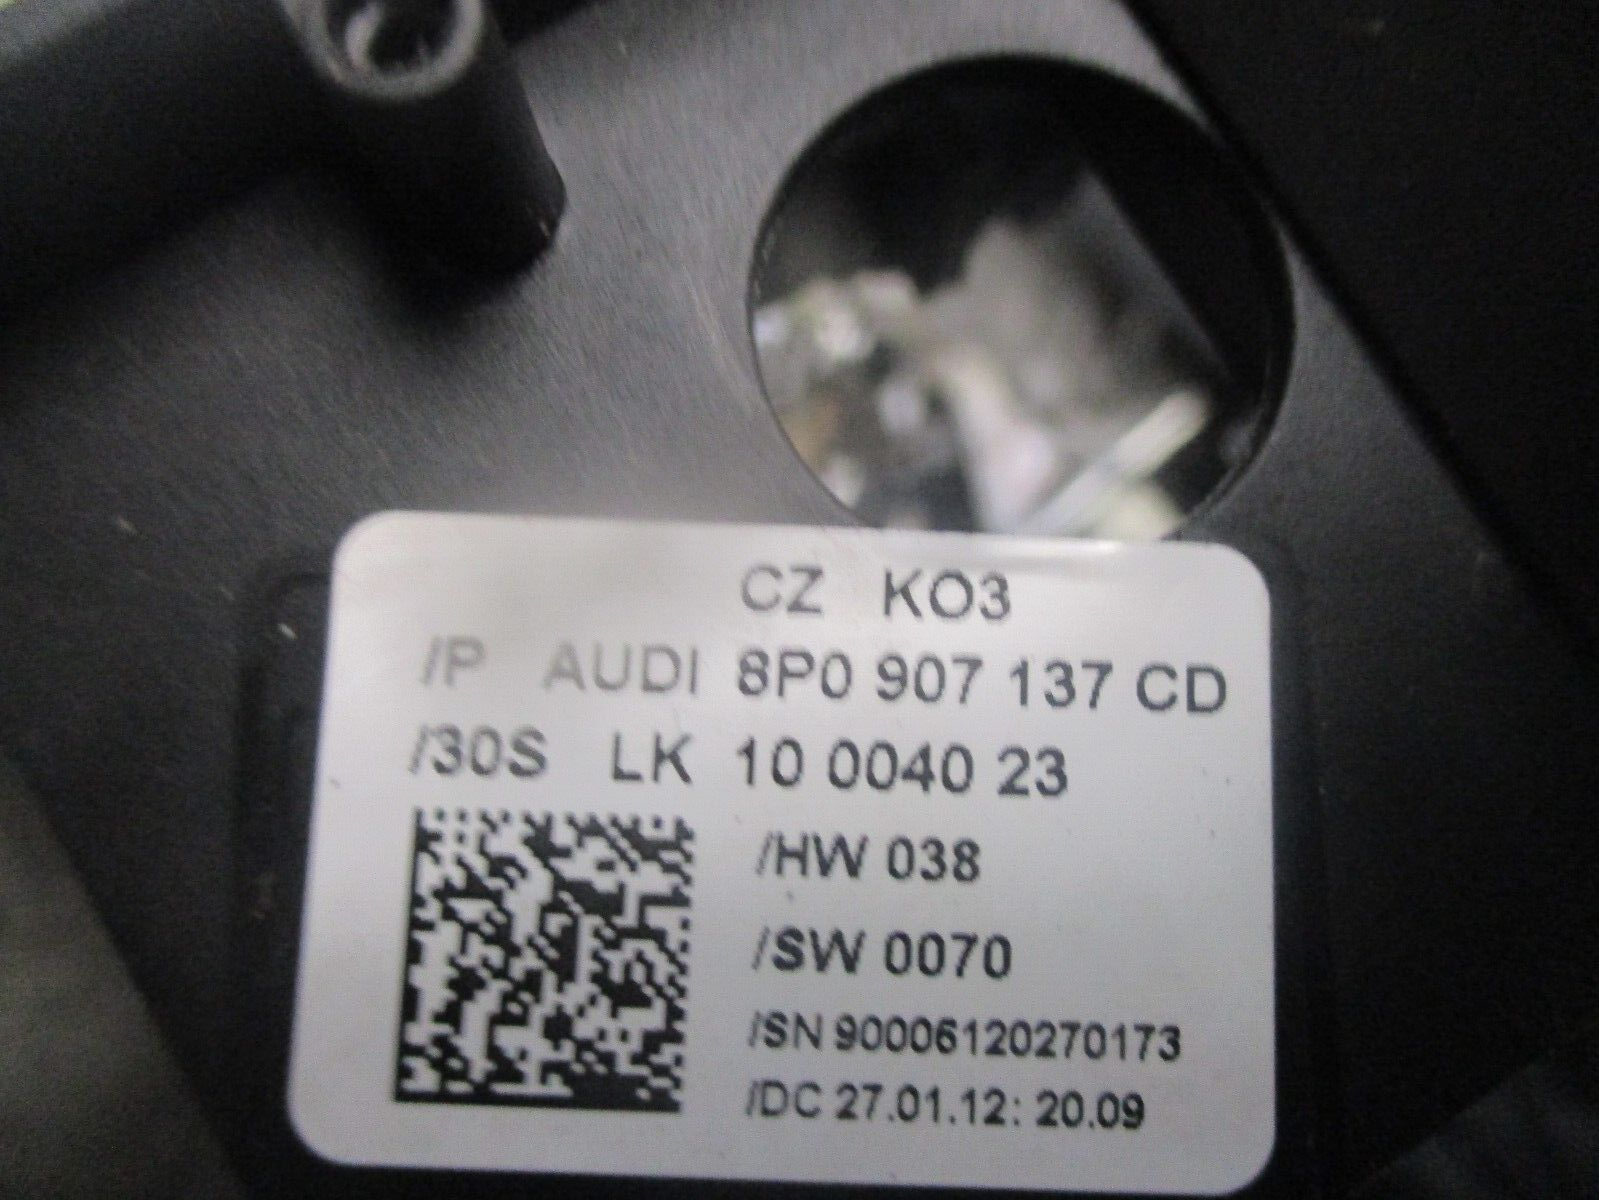 CZ KO3
/P AUDI 8P0 907 137 CD
/30S LK 10 0040 23
/HW 038
/SW 0070
/SN 90006120270173
/DC 27.01.12: 20.09